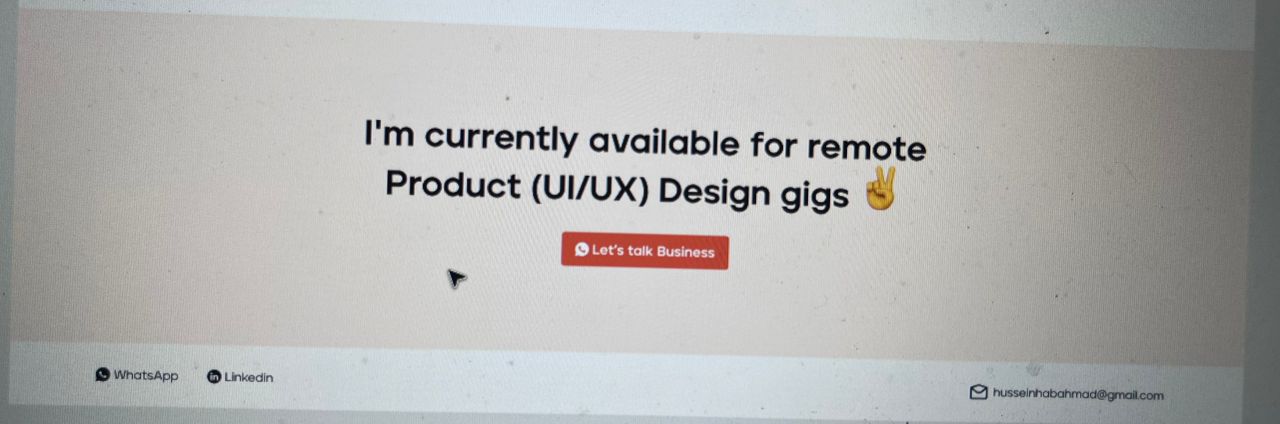 I'm currently available for remote
Product (UI/UX) Design gigs ✌️
Let's talk Business
WhatsApp
Linkedin
husseinhabahmad@gmail.com